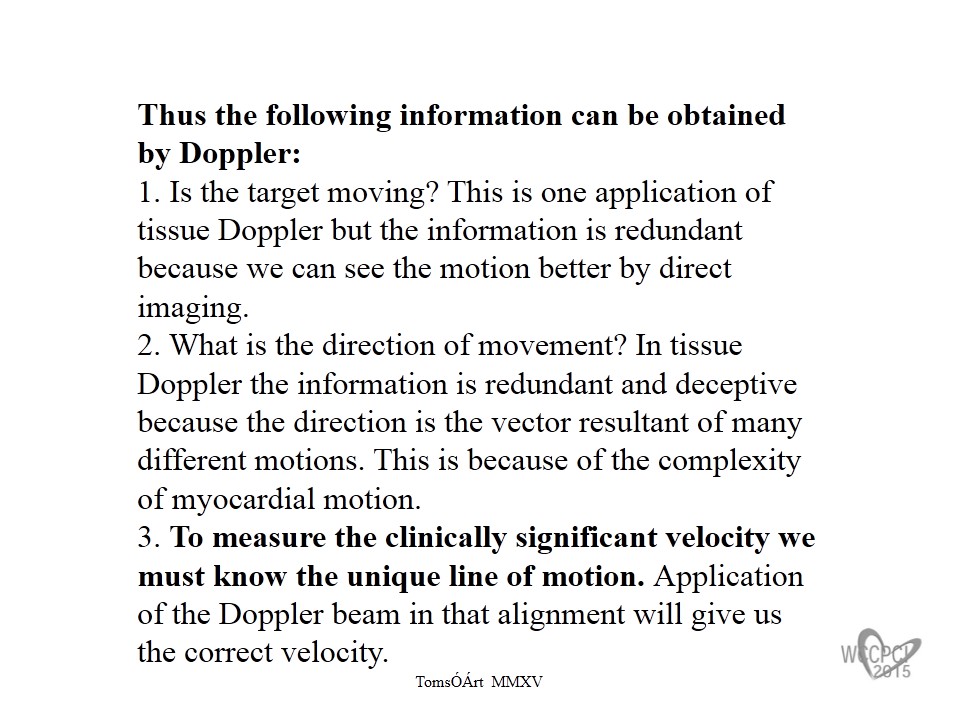 Thus the following information can be obtained
by Doppler:
1. Is the target moving? This is one application of
tissue Doppler but the information is redundant
because we can see the motion better by direct
imaging.
2. What is the direction of movement? In tissue
Doppler the information is redundant and deceptive
because the direction is the vector resultant of many
different motions. This is because of the complexity
of myocardial motion.
3. To measure the clinically significant velocity we
must know the unique line of motion. Application
of the Doppler beam in that alignment will give us
the correct velocity.
WCCPCI
2015
TomsÓÁrt MMXV